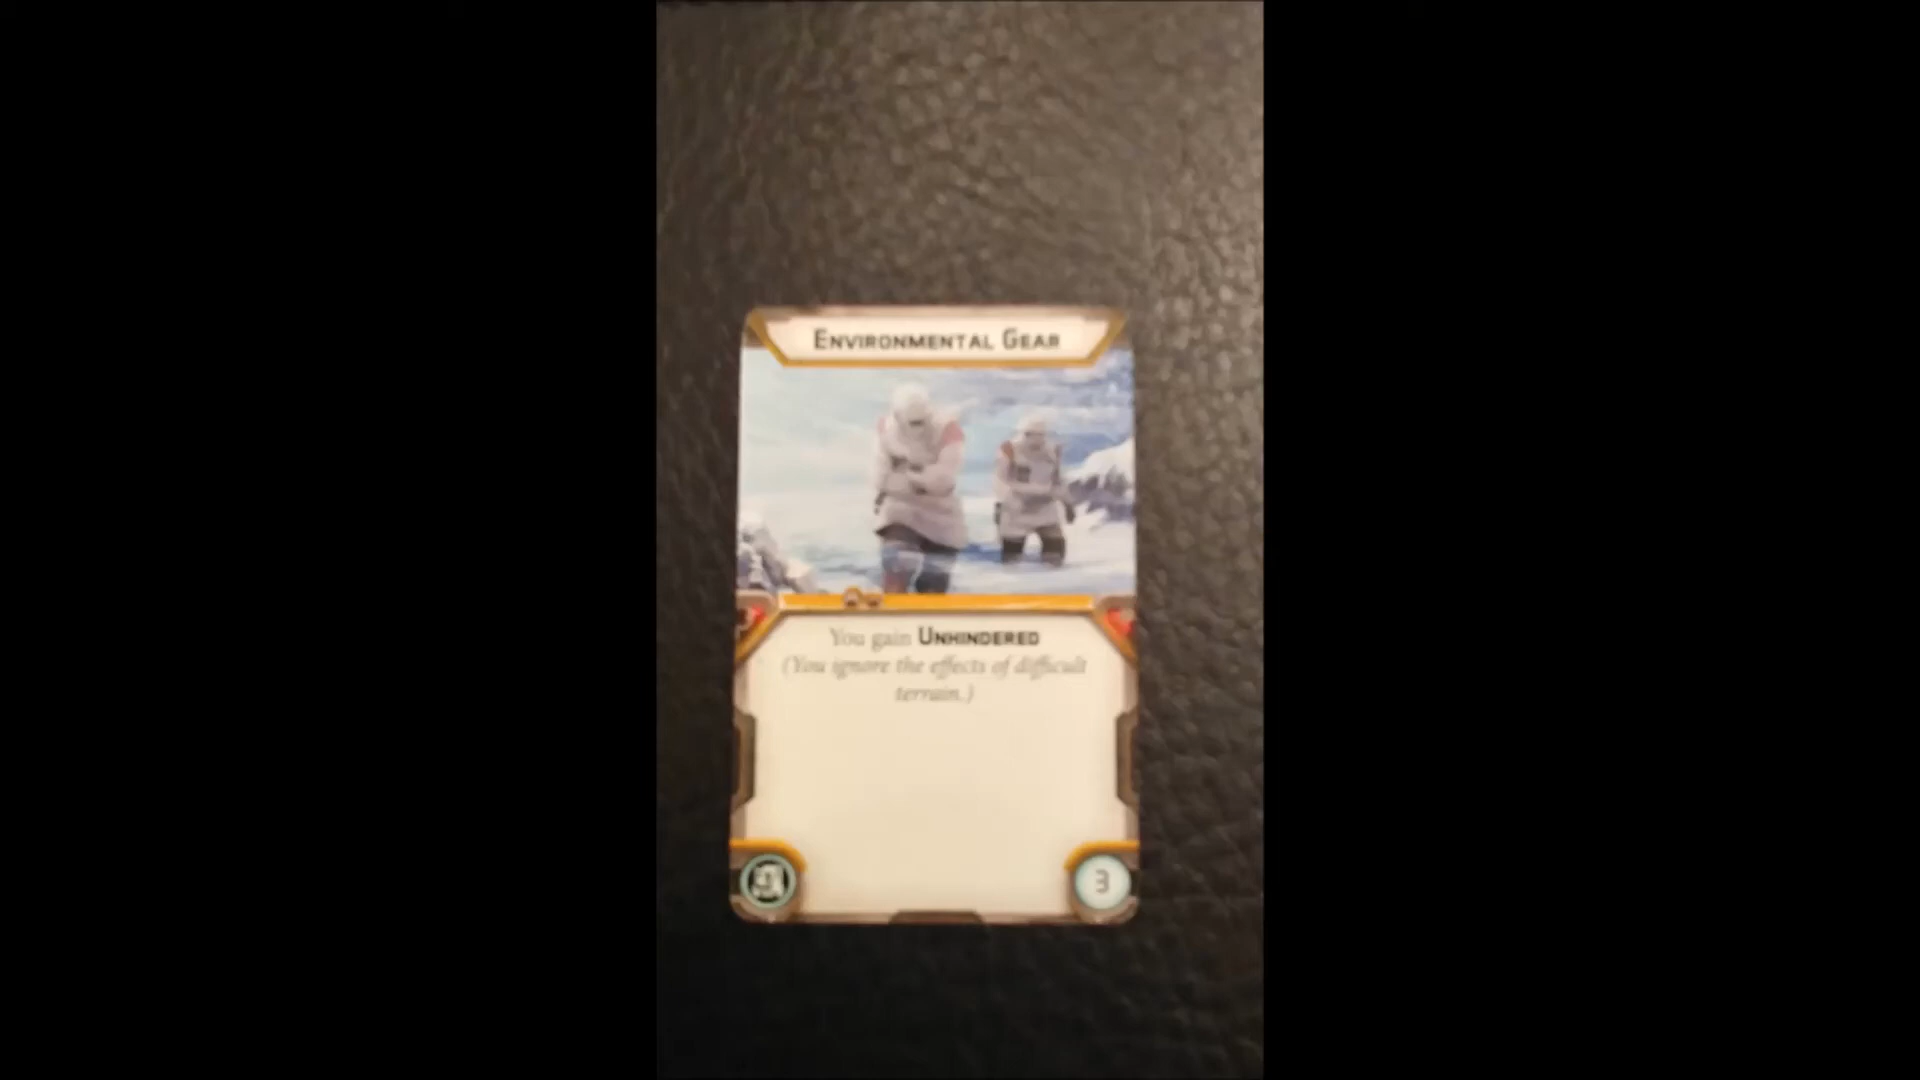 ENVIRONMENTAL GEAR
You gain UNHINDERED
(You ignore the effects of difficult
terrain.)
3